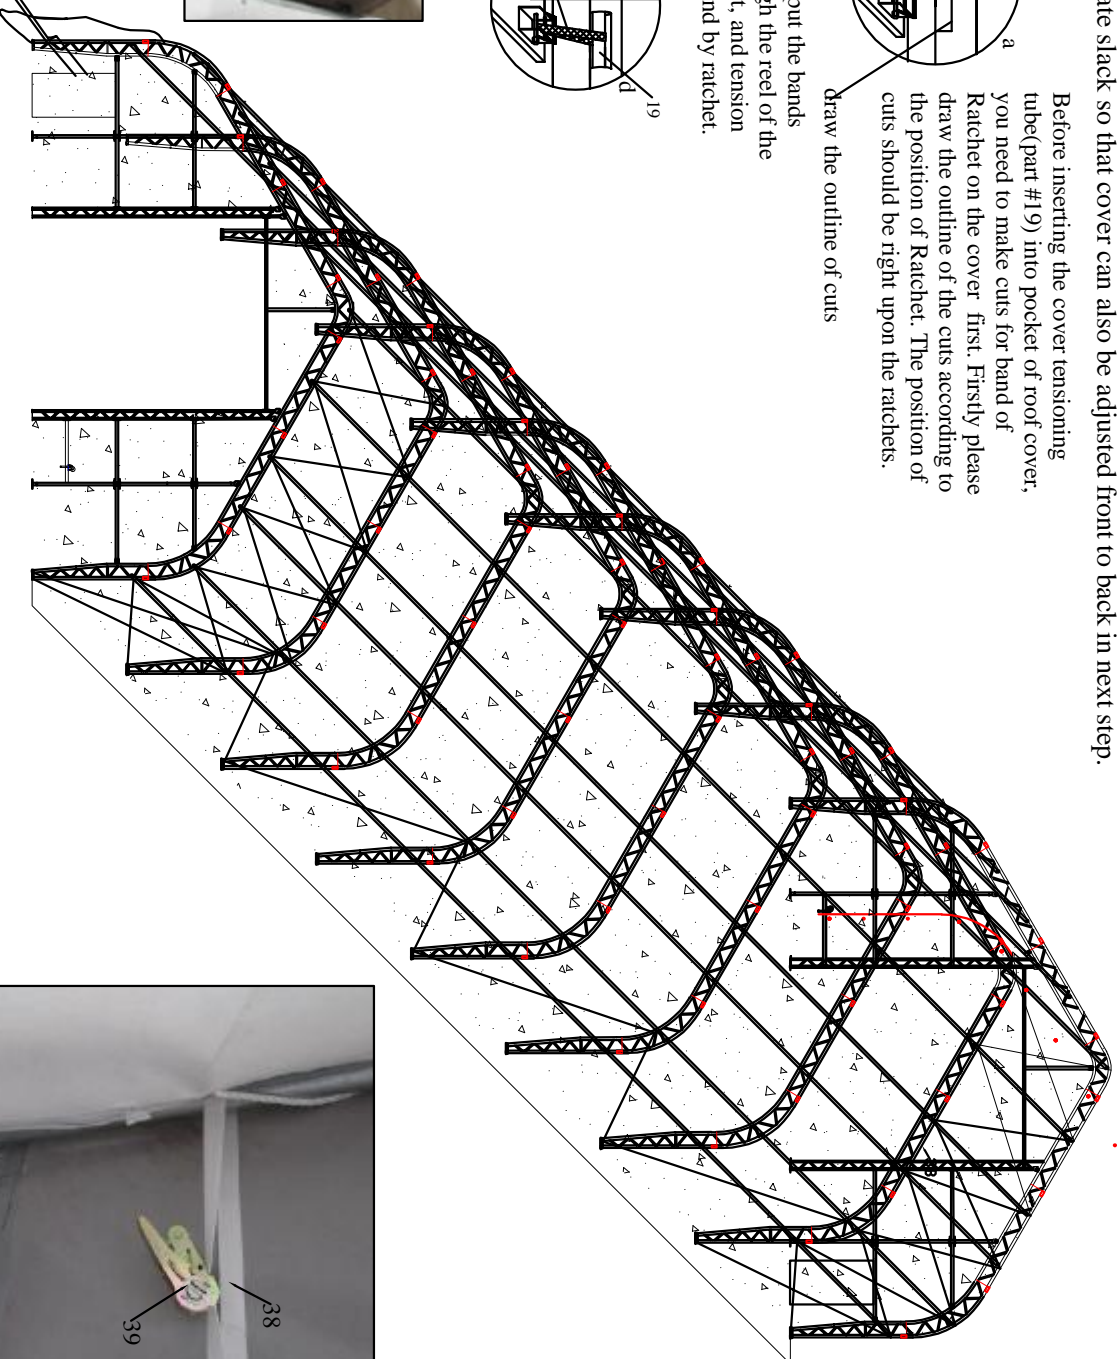 ate slack so that cover can also be adjusted front to back in next step.
a
Before inserting the cover tensioning
tube(part #19) into pocket of roof cover,
you need to make cuts for band of
Ratchet on the cover first. Firstly please
draw the outline of the cuts according to
the position of Ratchet. The position of
cuts should be right upon the ratchets.
draw the outline of cuts
put the bands
gh the reel of the
t, and tension
nd by ratchet.
19
d
38
39